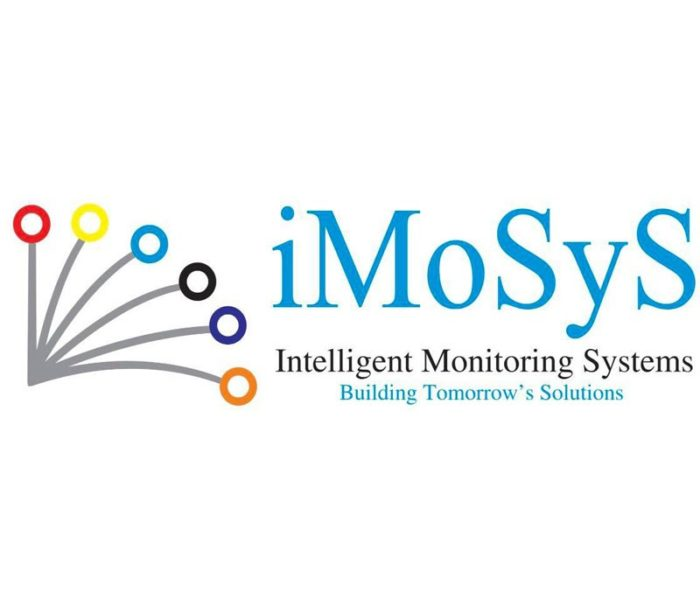 iMoSyS
Intelligent Monitoring Systems
Building Tomorrow's Solutions